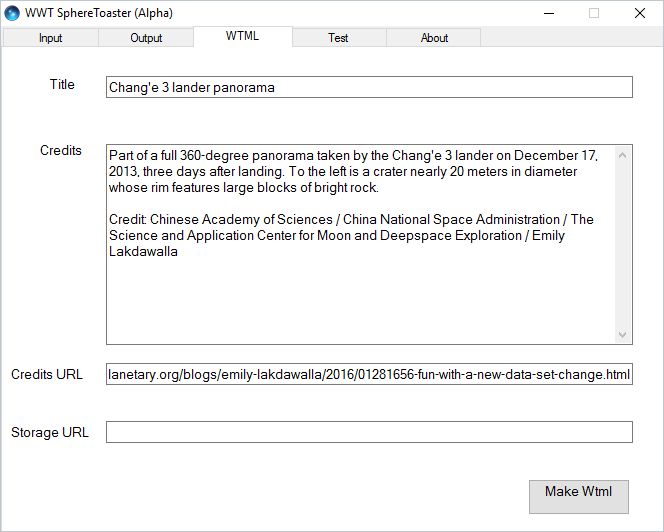 WWT SphereToaster (Alpha)
Input Output WTML Test About
Title Chang'e 3 lander panorama
Credits
Part of a full 360-degree panorama taken by the Chang'e 3 lander on December 17,
2013, three days after landing. To the left is a crater nearly 20 meters in diameter
whose rim features large blocks of bright rock.
Credit: Chinese Academy of Sciences / China National Space Administration / The
Science and Application Center for Moon and Deepspace Exploration / Emily
Lakdawalla
Credits URL lanetary.org/blogs/emily-lakdawalla/2016/01281656-fun-with-a-new-data-set-change.html
Storage URL
Make Wtml